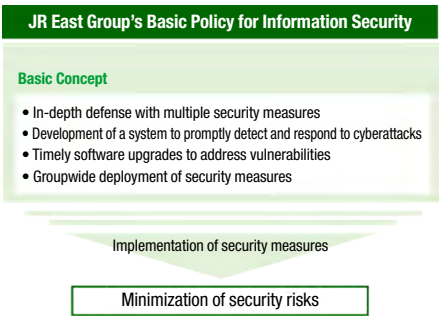 JR East Group's Basic Policy for Information Security
Basic Concept
• In-depth defense with multiple security measures
• Development of a system to promptly detect and respond to cyberattacks
• Timely software upgrades to address vulnerabilities
• Groupwide deployment of security measures
Implementation of security measures
Minimization of security risks